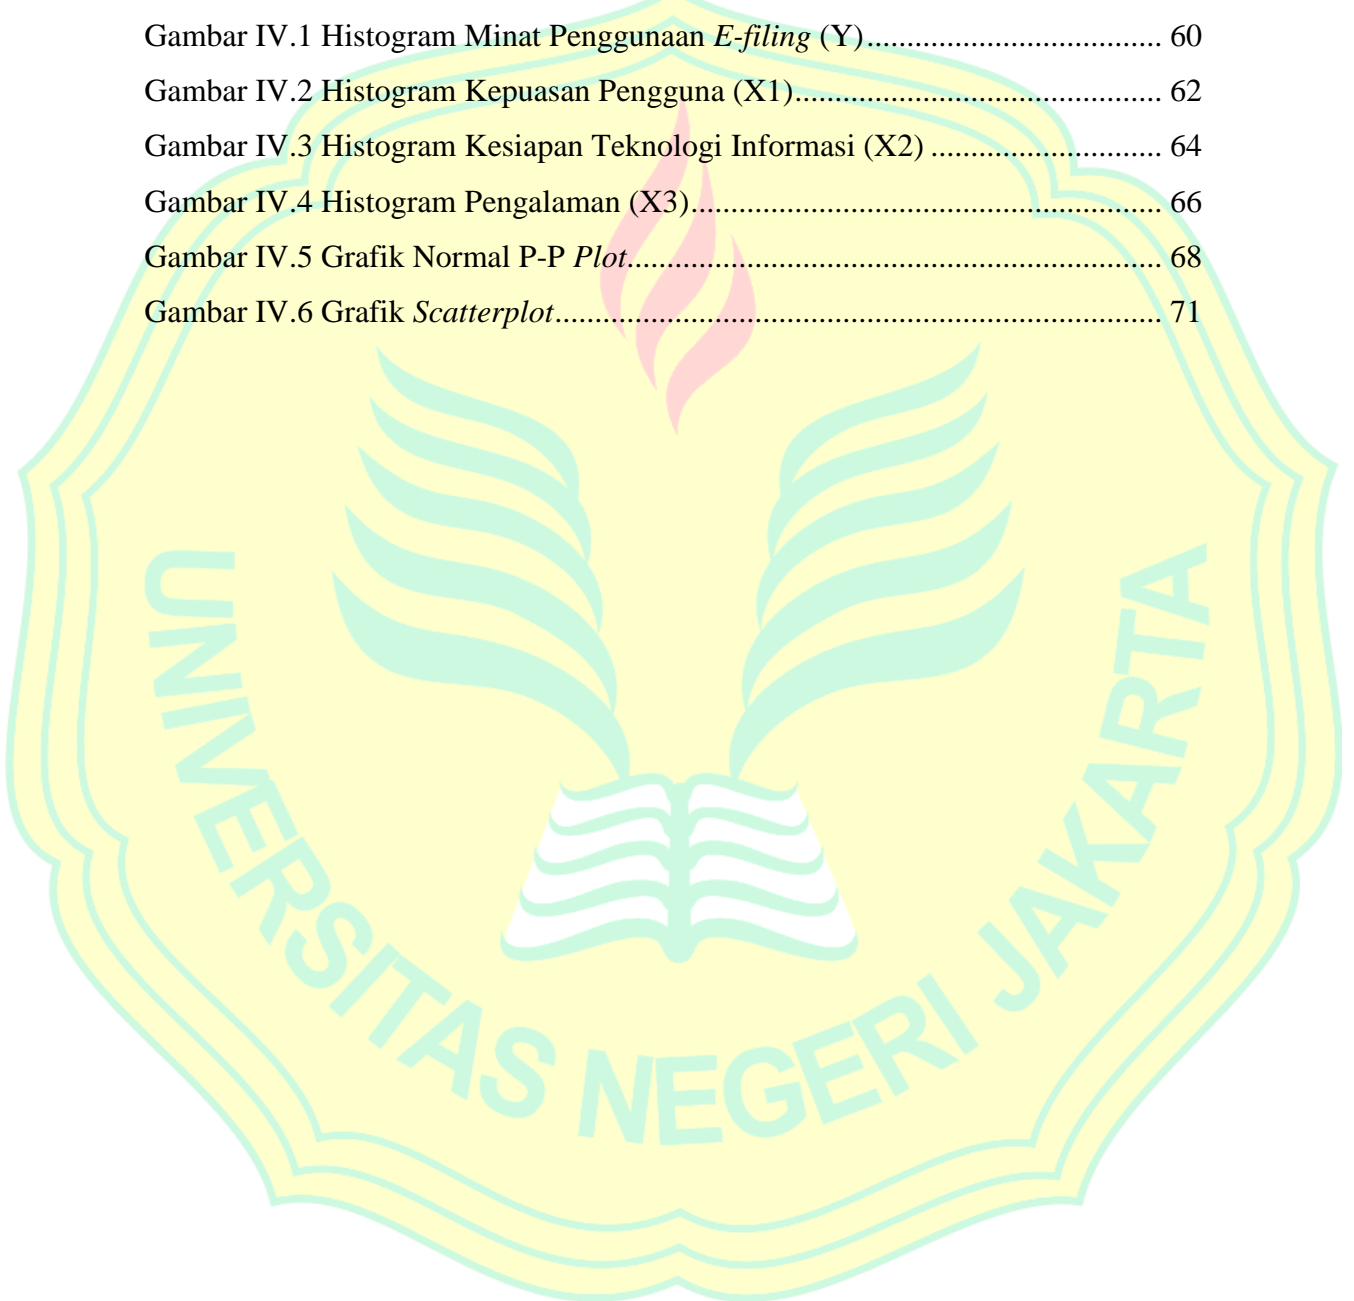 Gambar IV.1 Histogram Minat Penggunaan E-filing (Y)..................................... 60
Gambar IV.2 Histogram Kepuasan Pengguna (X1).............................................. 62
Gambar IV.3 Histogram Kesiapan Teknologi Informasi (X2) ............................. 64
Gambar IV.4 Histogram Pengalaman (X3)........................................................... 66
Gambar IV.5 Grafik Normal P-P Plot................................................................... 68
Gambar IV.6 Grafik Scatterplot............................................................................ 71
UNIVERSITAS NEGERI JAKARTA